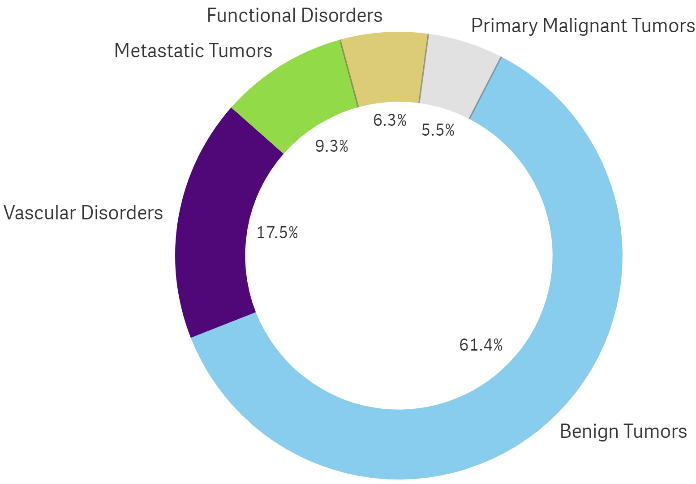 Functional Disorders
Primary Malignant Tumors
Metastatic Tumors
6.3%
5.5%
9.3%
Vascular Disorders
17.5%
61.4%
Benign Tumors